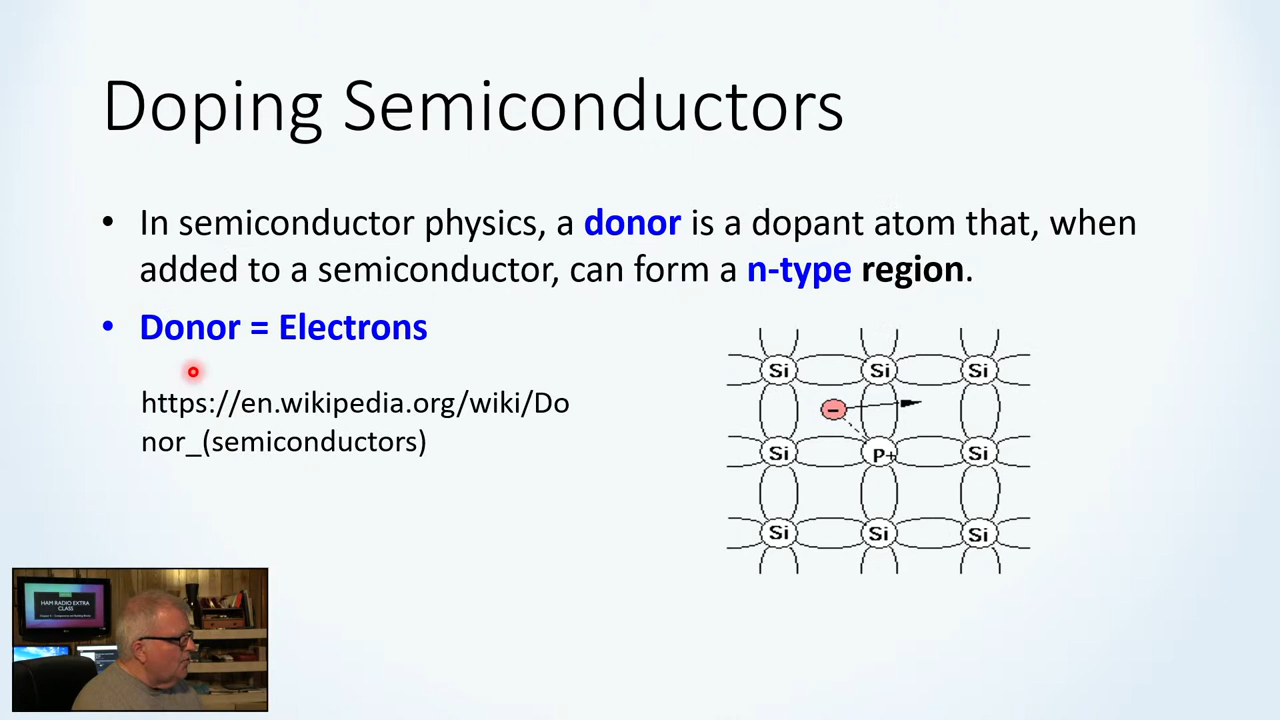 Doping Semiconductors
• In semiconductor physics, a donor is a dopant atom that, when
added to a semiconductor, can form a n-type region.
• Donor = Electrons
https://en.wikipedia.org/wiki/Do
nor_(semiconductors)
Si Si Si
−
Si P+ Si
Si Si Si
HAM RADIO EXTRA
CLASS